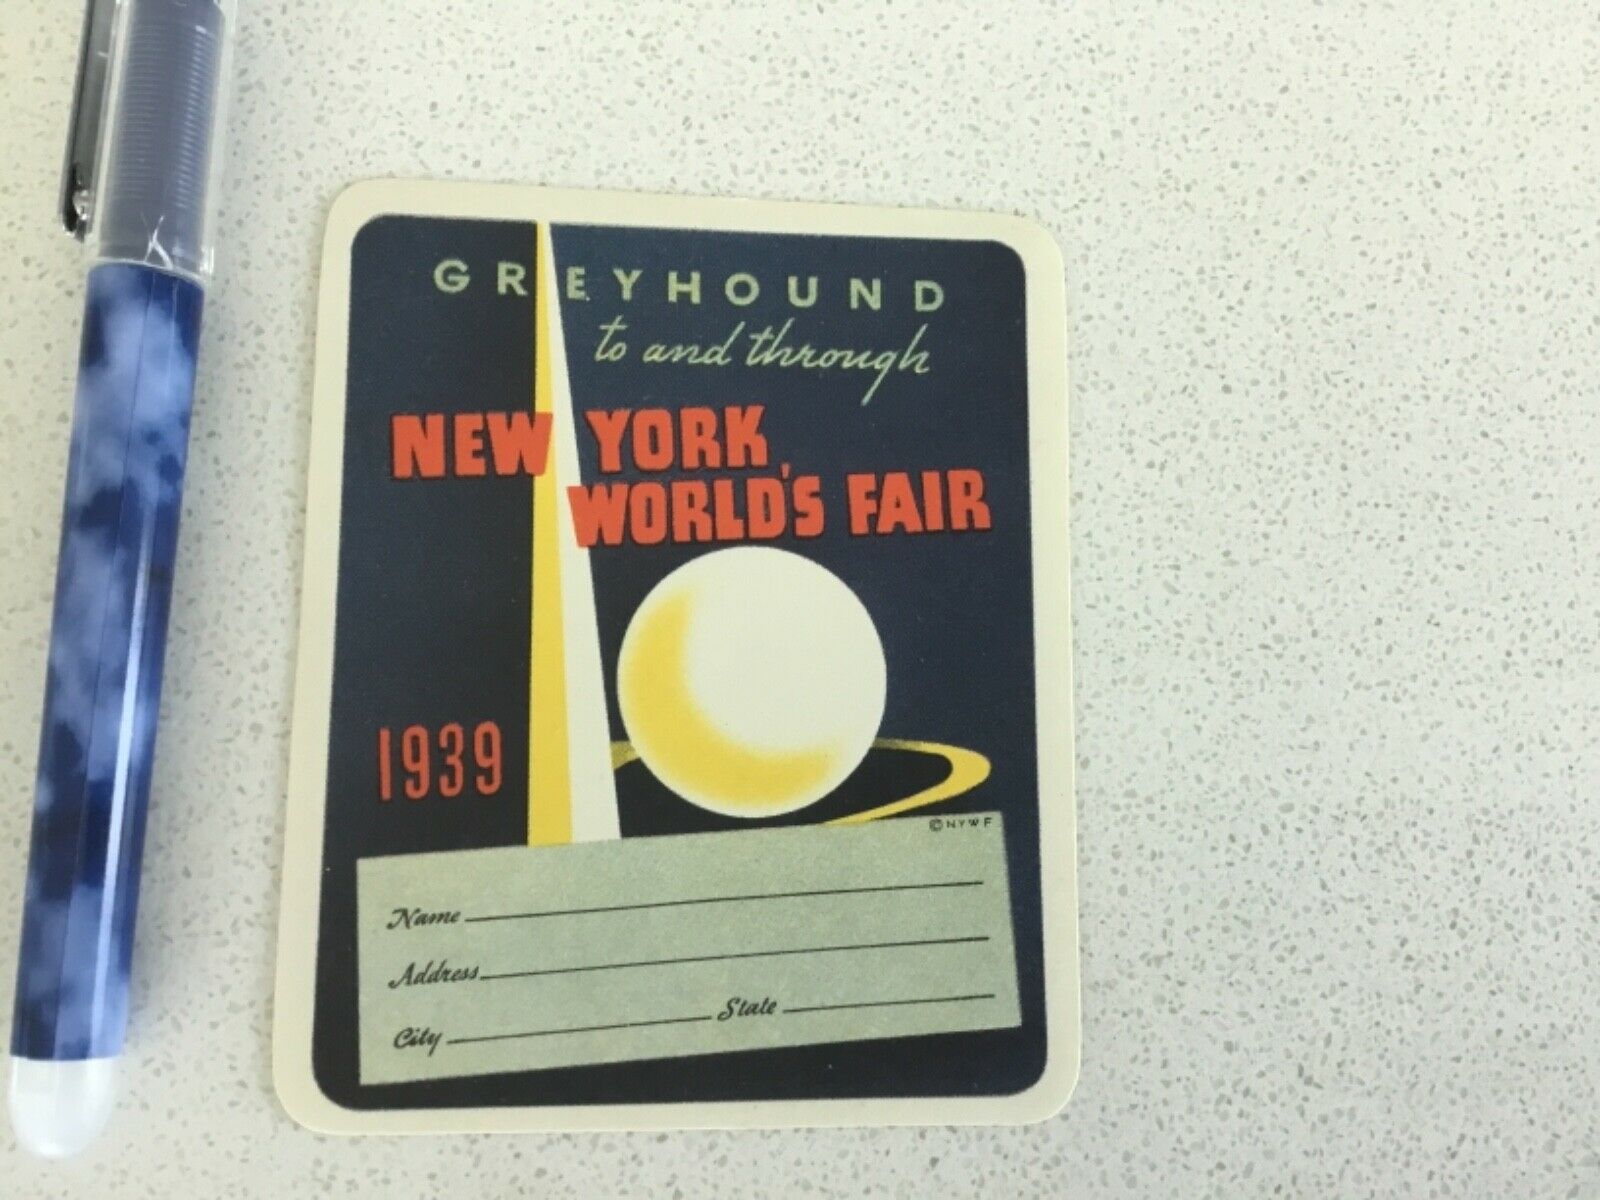 GREYHOUND
to and through
NEW YORK
WORLD'S FAIR
1939
©NYWF
Name
Address
City State